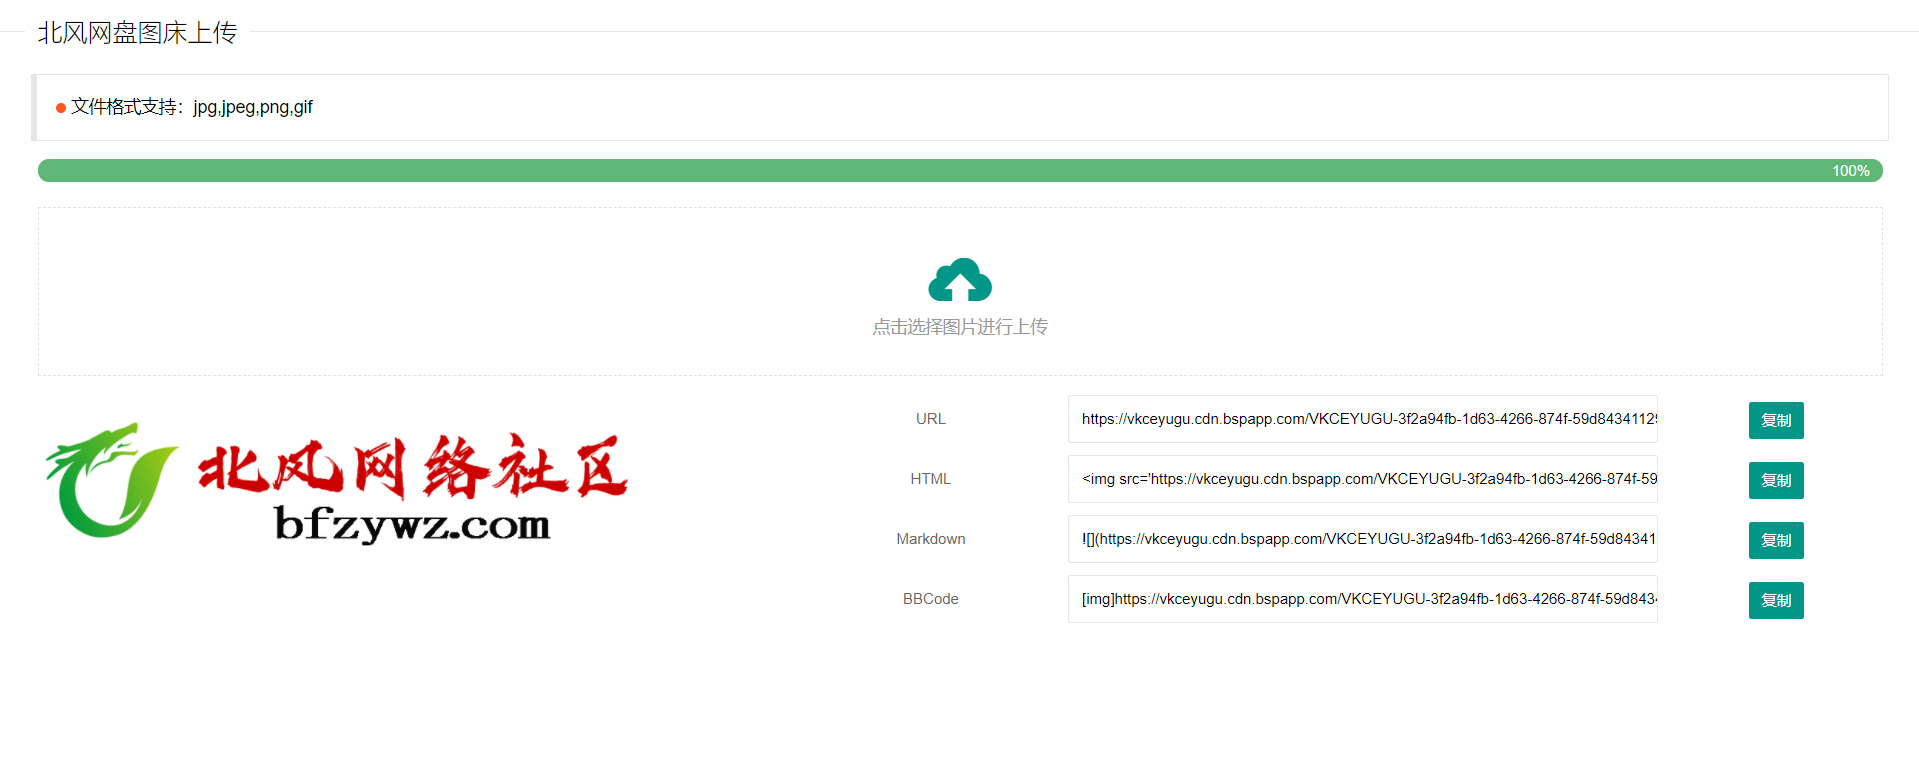 北风网盘图床上传
文件格式支持：jpg,jpeg,png,gif
100%
点击选择图片进行上传
北风网络社区
bfzywz.com
URL
https://vkceyugu.cdn.bspapp.com/VKCEYUGU-3f2a94fb-1d63-4266-874f-59d84341129
复制
HTML
<img src='https://vkceyugu.cdn.bspapp.com/VKCEYUGU-3f2a94fb-1d63-4266-874f-59
复制
Markdown
![](https://vkceyugu.cdn.bspapp.com/VKCEYUGU-3f2a94fb-1d63-4266-874f-59d84341
复制
BBCode
[img]https://vkceyugu.cdn.bspapp.com/VKCEYUGU-3f2a94fb-1d63-4266-874f-59d8434
复制